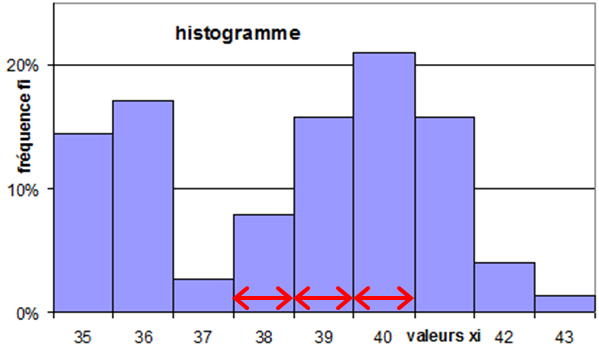 histogramme
fréquence fi
20%
10%
0%
35 36 37 38 39 40 valeurs xi 42 43